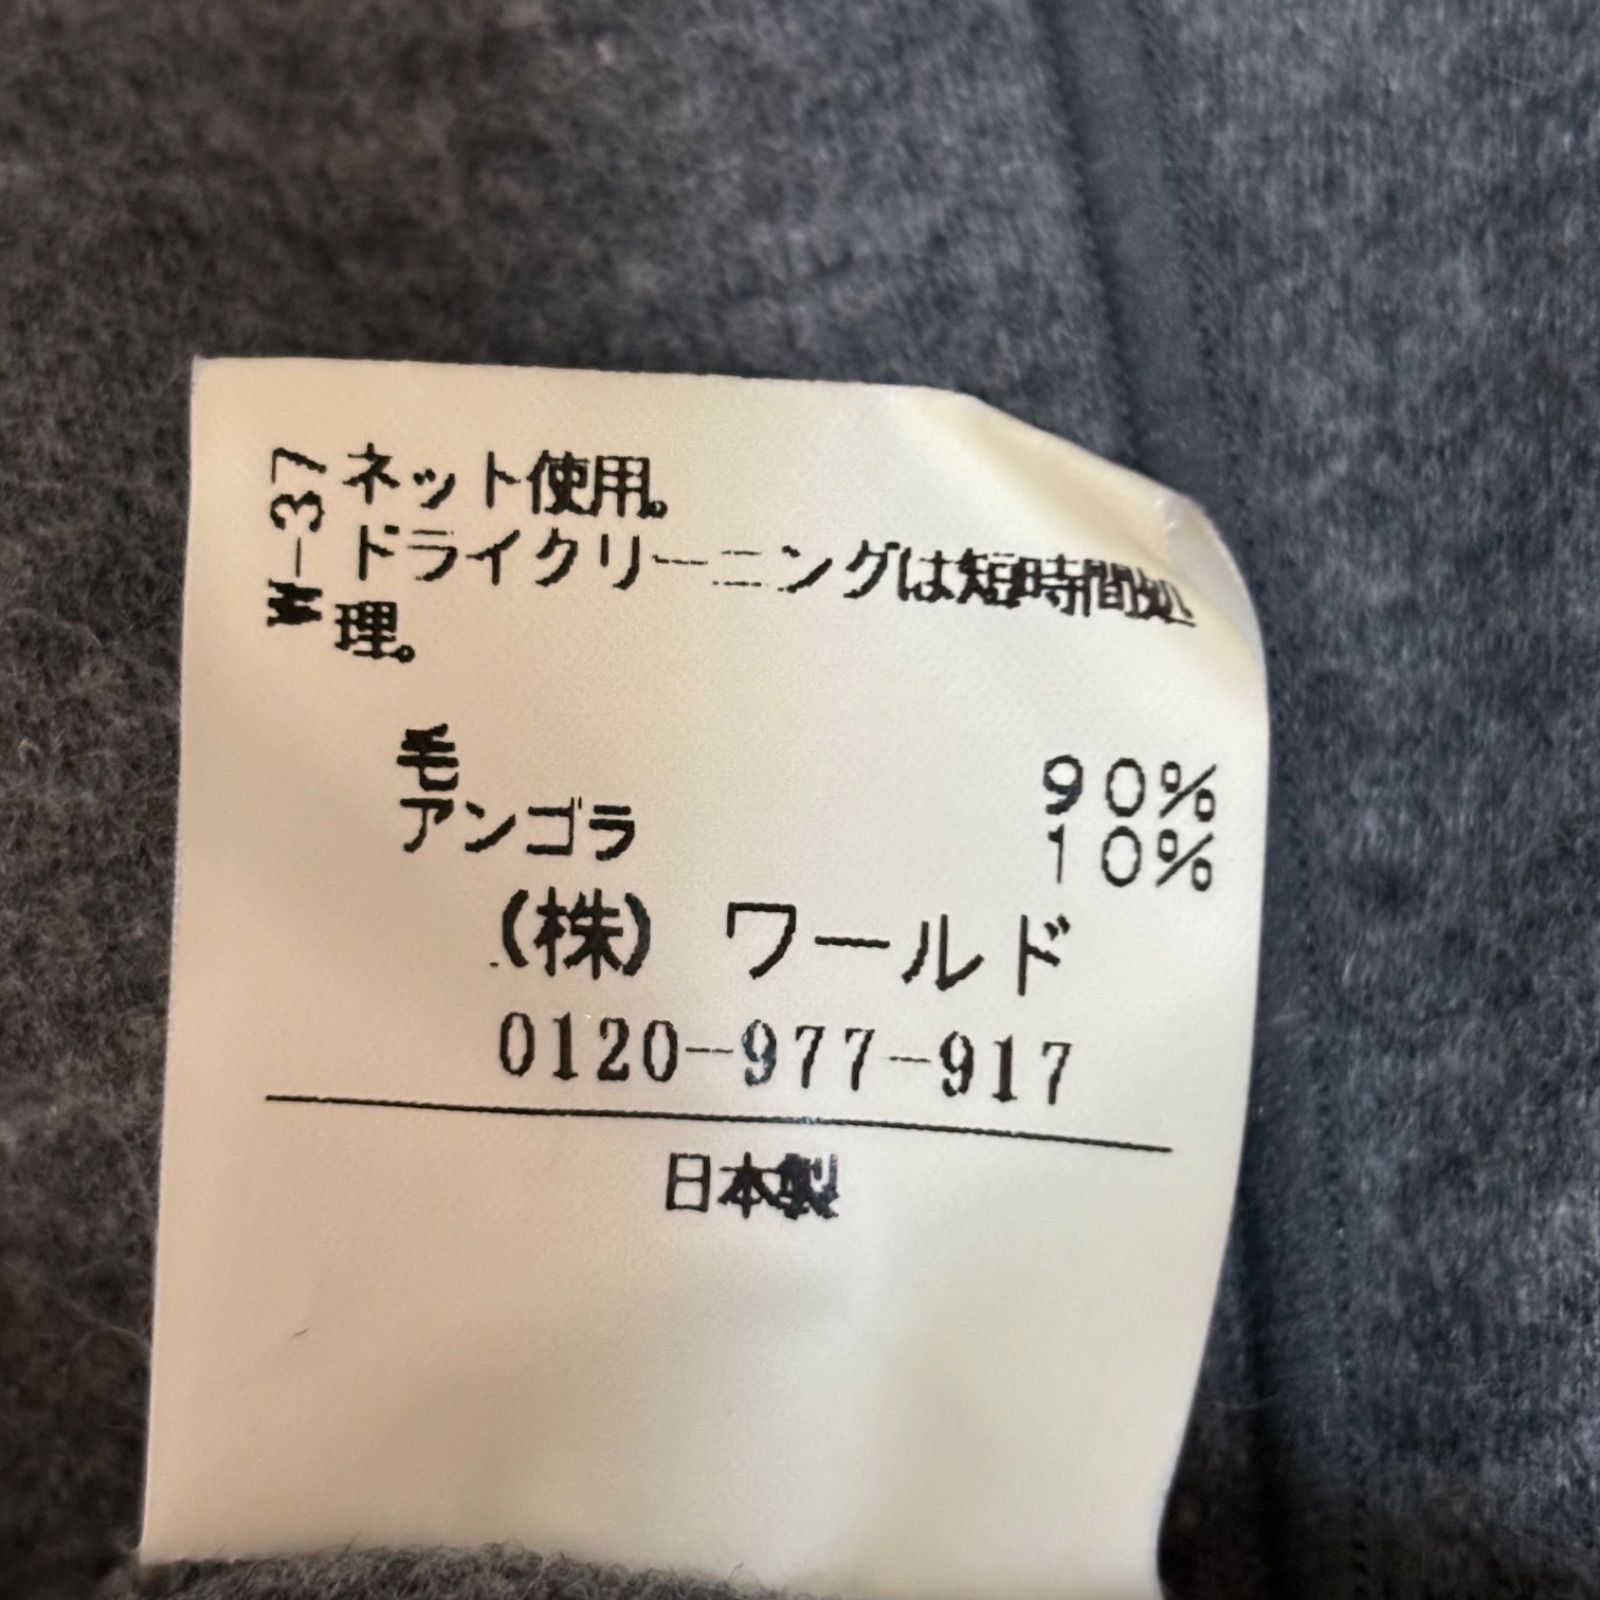 W-37
ネット使用。
ドライクリーニングは短時間処
理。
毛 90%
アンゴラ 10%
(株) ワールド
0120-977-917
日本製